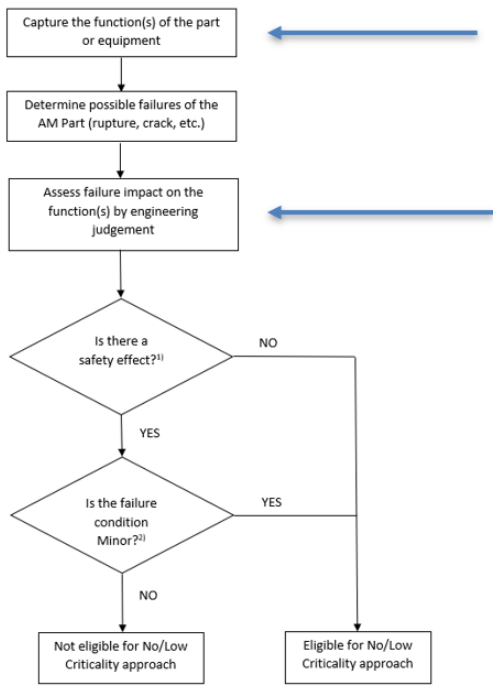 Capture the function(s) of the part
or equipment
Determine possible failures of the
AM Part (rupture, crack, etc.)
Assess failure impact on the
function(s) by engineering
judgement
Is there a
safety effect?¹⁾
NO
YES
Is the failure
condition
Minor?²⁾
YES
NO
Not eligible for No/Low
Criticality approach
Eligible for No/Low
Criticality approach